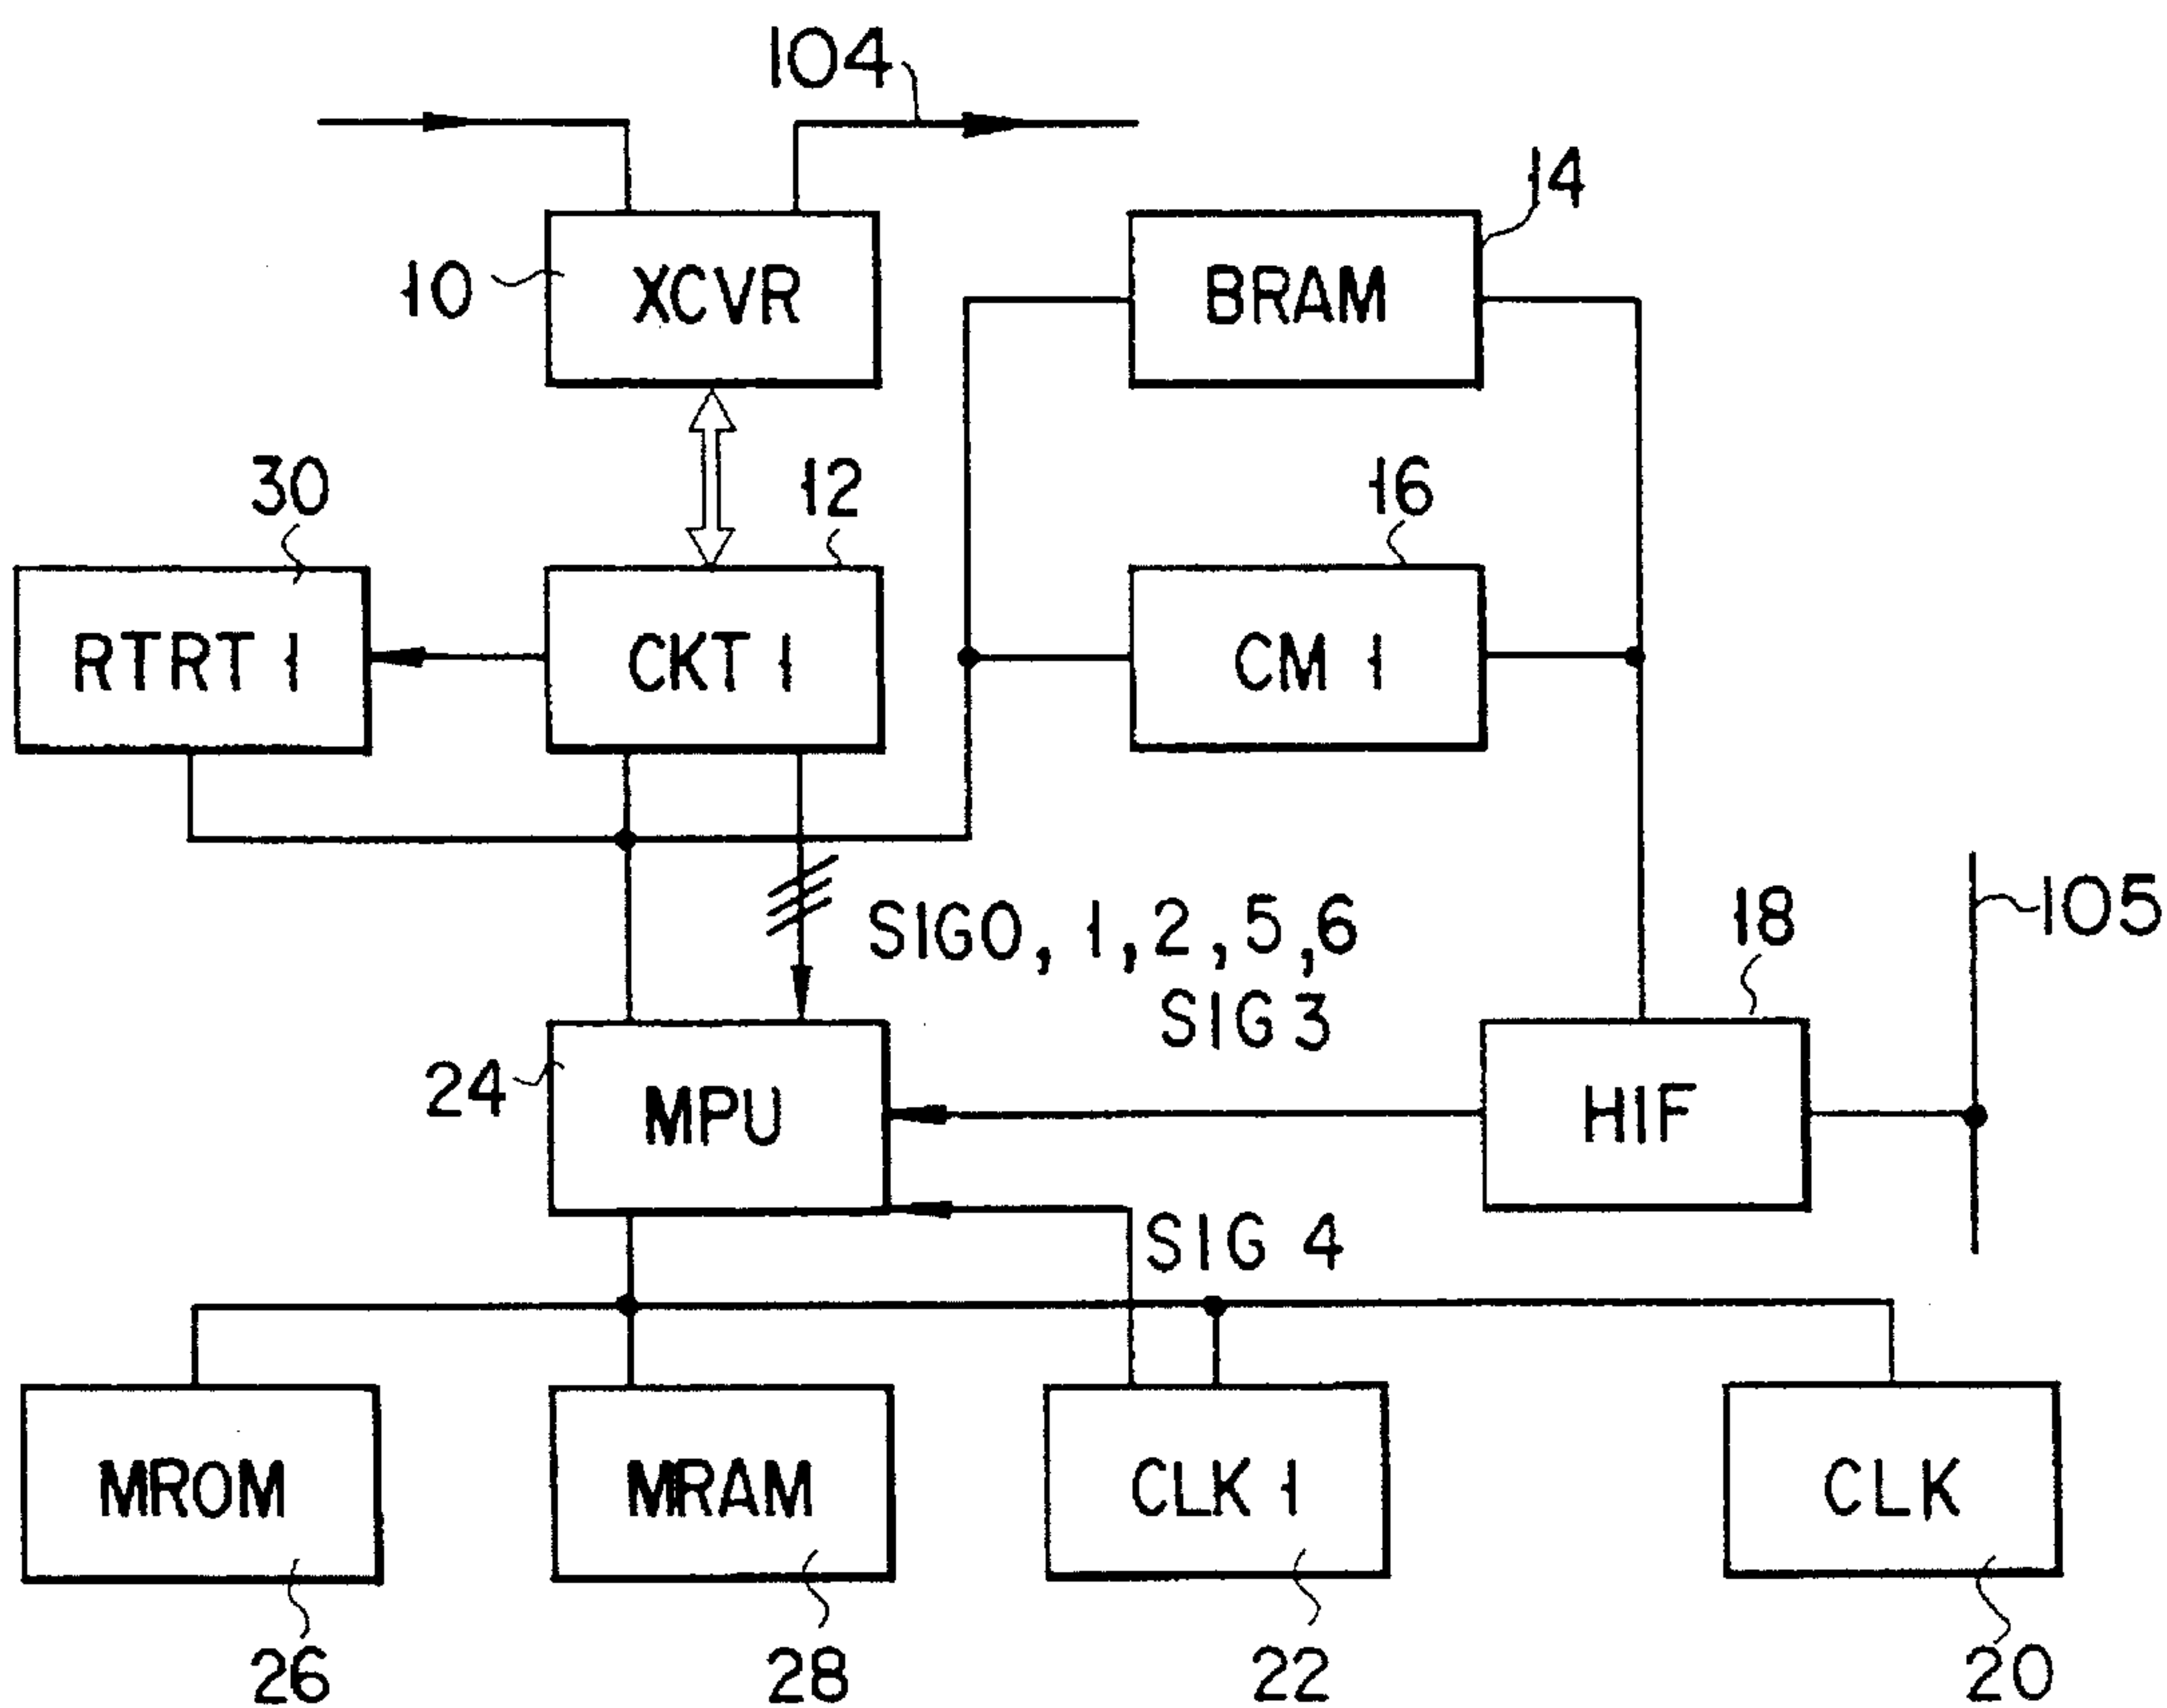 104
14
10
XCVR
BRAM
30
12
16
RTRT 1
CKT 1
CM 1
SIG0, 1, 2, 5, 6
18
105
SIG 3
24
MPU
HIF
SIG 4
MROM
MRAM
CLK 1
CLK
26
28
22
20